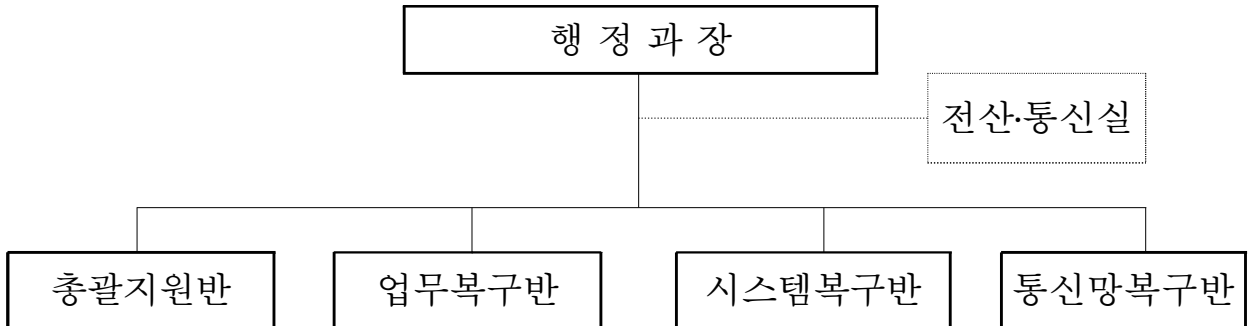 행 정 과 장
전산·통신실
총괄지원반
업무복구반
시스템복구반
통신망복구반